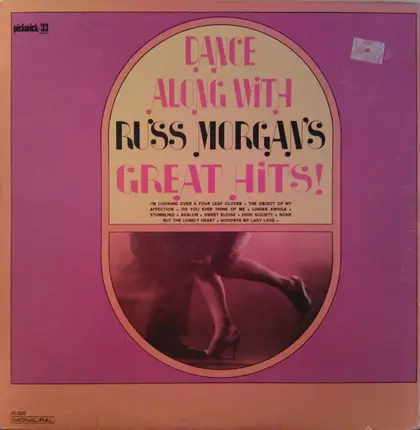 pickwick/33
DANCE
ALONG WITH
RUSS MORGAN'S
GREAT HITS!
I'M LOOKING OVER A FOUR LEAF CLOVER • THE OBJECT OF MY
AFFECTION • DO YOU EVER THINK OF ME • LINGER AWHILE •
STUMBLING • AVALON • SWEET ELOISE • HIGH SOCIETY • NONE
BUT THE LONELY HEART • GOODBYE MY LADY LOVE •
MONAURAL